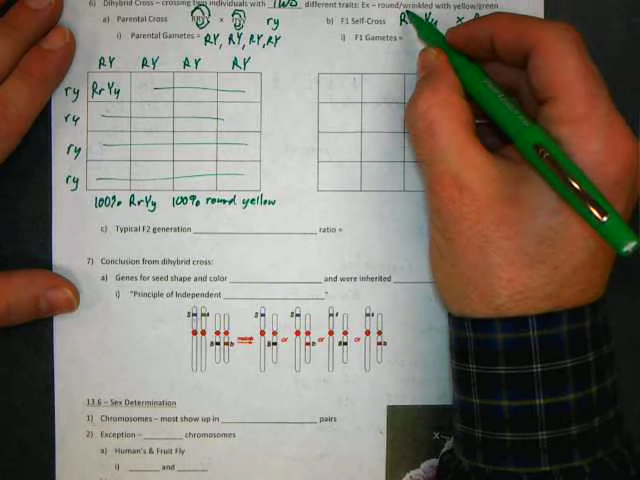 6) Dihybrid Cross – crossing two individuals with TWO different traits: Ex – round/wrinkled with yellow/green
a) Parental Cross RRYY x ry
b) F1 Self-Cross x
i) Parental Gametes = RY, RY, RY, RY
i) F1 Gametes =
RY RY RY RY
ry RrYy
ry
ry
ry
100% RrYy 100% round yellow
c) Typical F2 generation ratio =
7) Conclusion from dihybrid cross:
a) Genes for seed shape and color and were inherited
i) "Principle of Independent "
S s S s S s s S
B b B b B b
or or or
13.6 – Sex Determination
1) Chromosomes – most show up in pairs
2) Exception – chromosomes
a) Human's & Fruit Fly
i) and
X